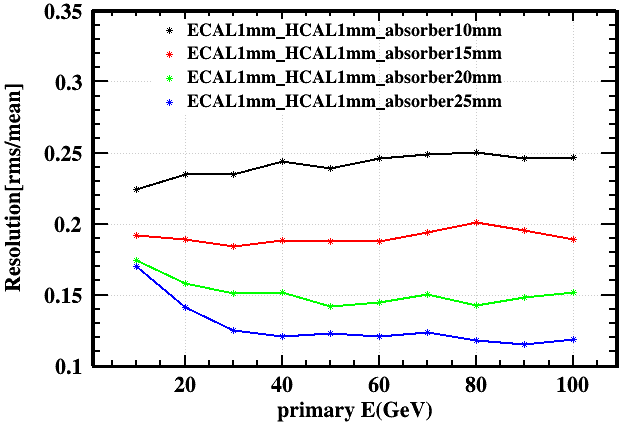 0.35
ECAL1mm_HCAL1mm_absorber10mm
ECAL1mm_HCAL1mm_absorber15mm
ECAL1mm_HCAL1mm_absorber20mm
ECAL1mm_HCAL1mm_absorber25mm
0.3
0.25
0.2
0.15
0.1
Resolution[rms/mean]
20 40 60 80 100
primary E(GeV)